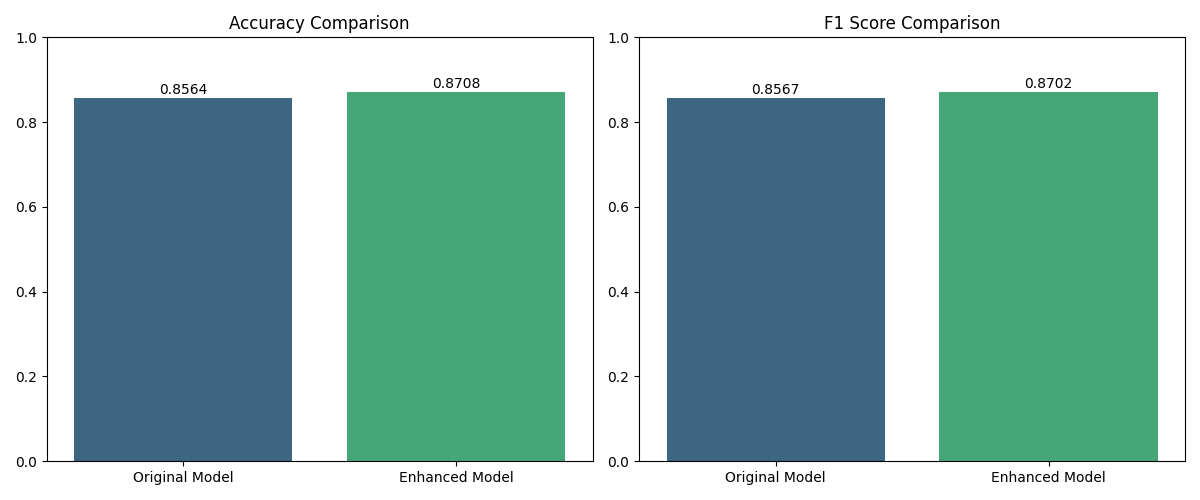 Accuracy Comparison
1.0
0.8
0.6
0.4
0.2
0.0
0.8564
0.8708
Original Model
Enhanced Model
F1 Score Comparison
1.0
0.8
0.6
0.4
0.2
0.0
0.8567
0.8702
Original Model
Enhanced Model